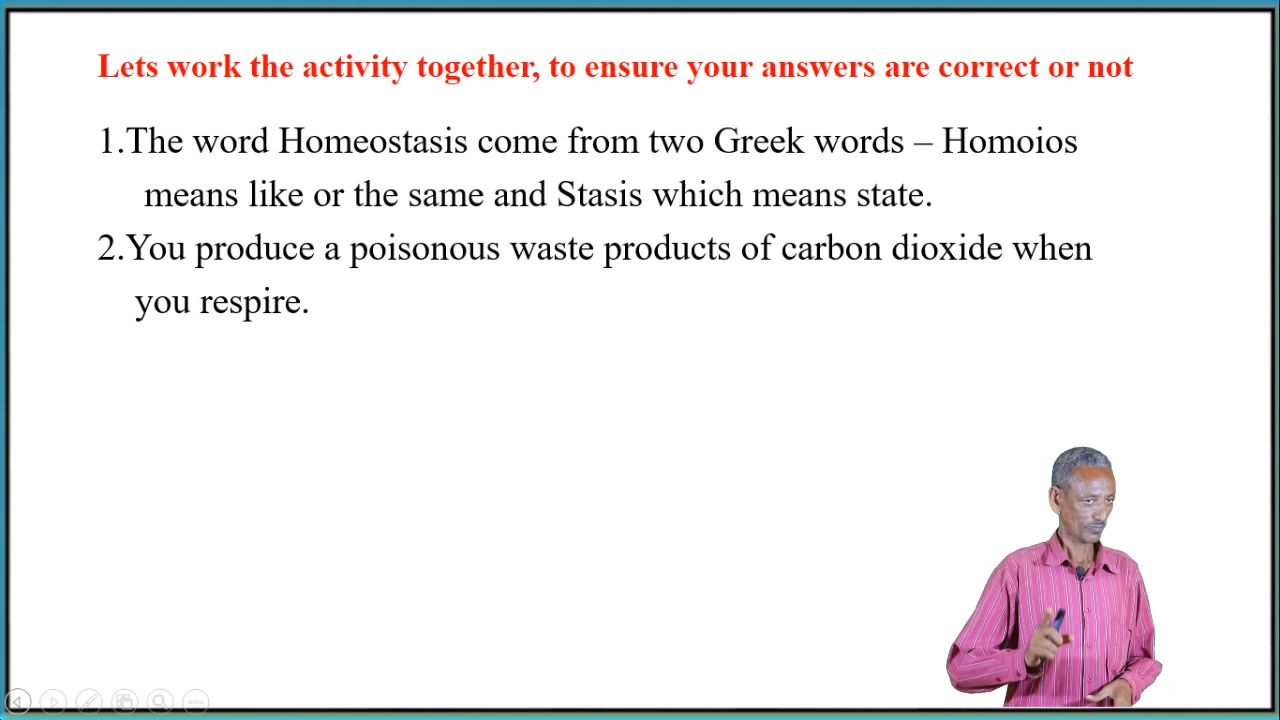 Lets work the activity together, to ensure your answers are correct or not
1.The word Homeostasis come from two Greek words – Homoios
means like or the same and Stasis which means state.
2.You produce a poisonous waste products of carbon dioxide when
you respire.